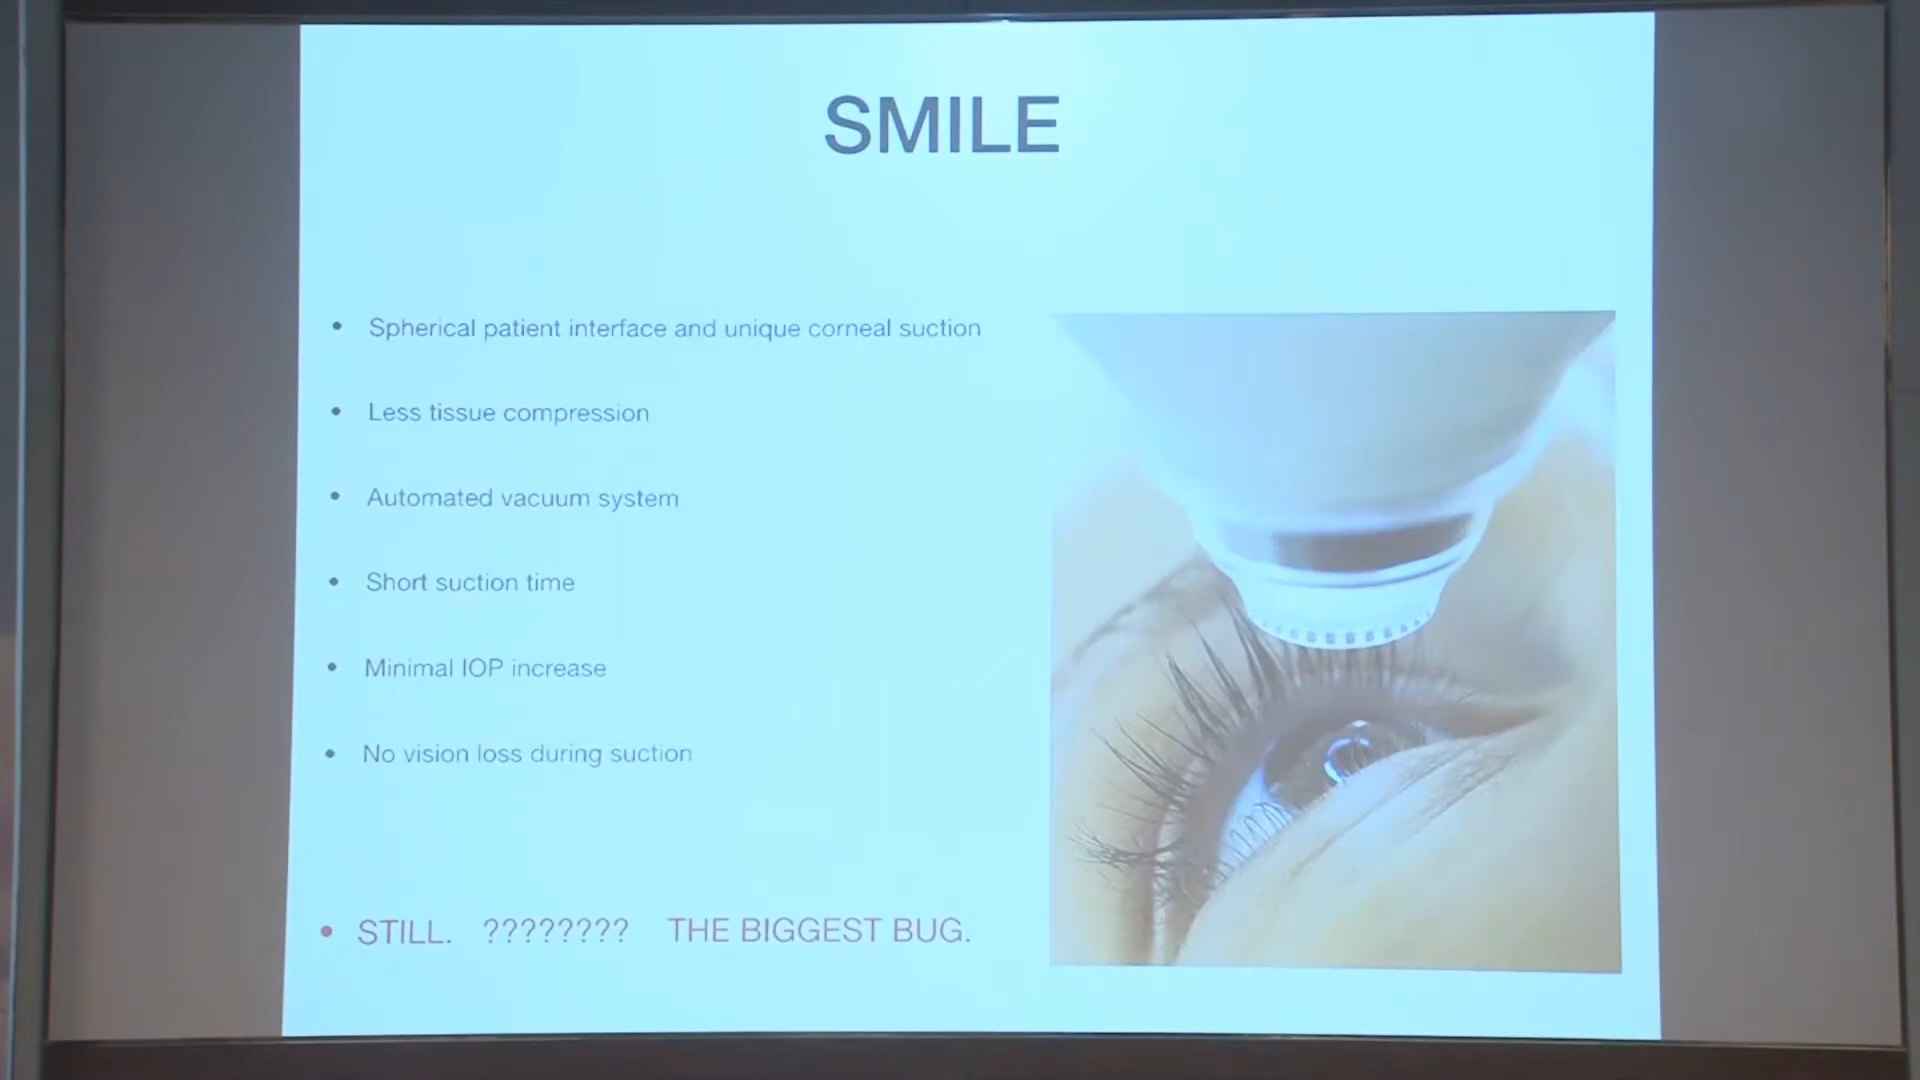 SMILE
• Spherical patient interface and unique corneal suction
• Less tissue compression
• Automated vacuum system
• Short suction time
• Minimal IOP increase
• No vision loss during suction
• STILL. ???????? THE BIGGEST BUG.